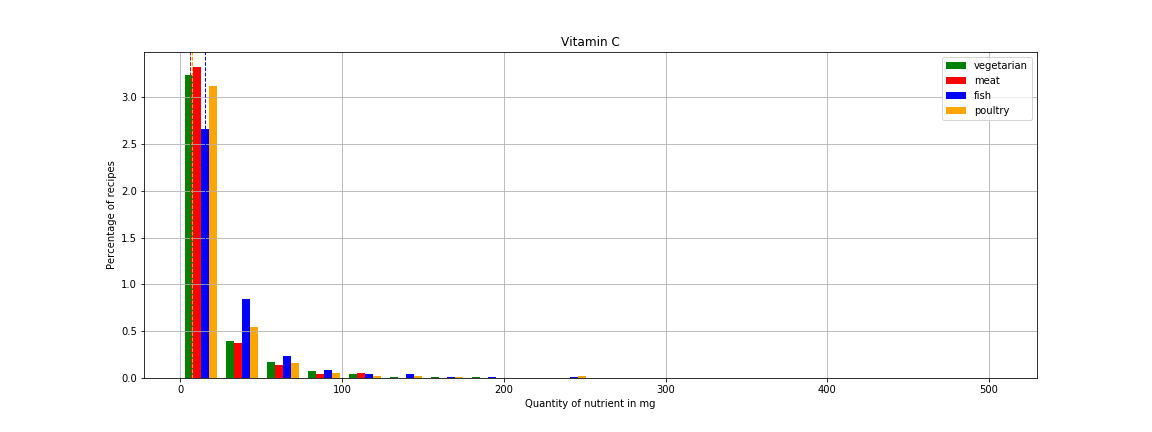 Vitamin C
vegetarian
meat
fish
poultry
Percentage of recipes
3.0
2.5
2.0
1.5
1.0
0.5
0.0
0
100
200
300
400
500
Quantity of nutrient in mg